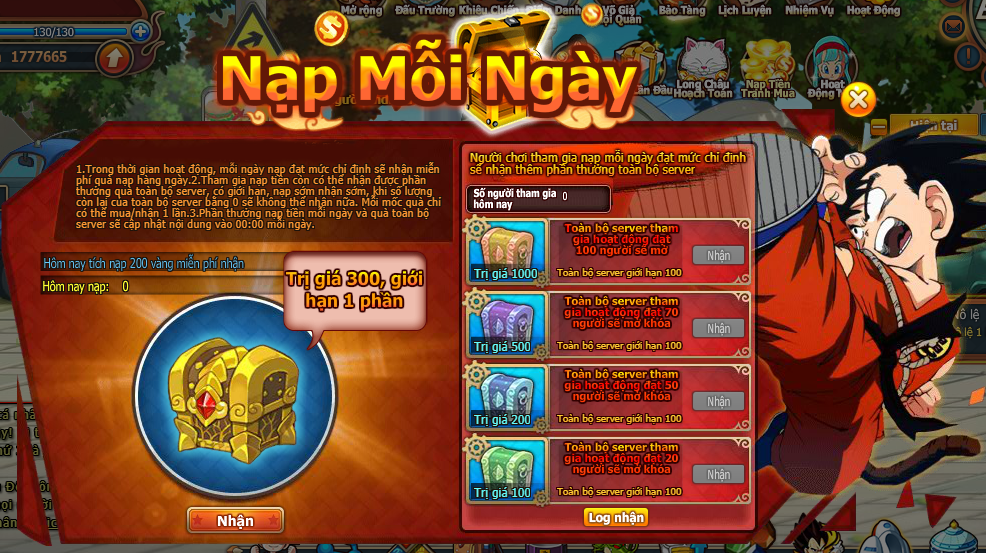 Mở rộng
Đấu Trường
Khiêu Chiến
Điểm Danh
Võ Giả
Bảo Tàng
Lịch Luyện
Nhiệm Vụ
Hoạt Động
130/130
1777665
Long Châu
Hoạch Toán
Nạp Tiền
Tranh Mua
Hoạt
Nạp Mỗi Ngày
Hiện tại
1.Trong thời gian hoạt động, mỗi ngày nạp đạt mức chỉ định sẽ nhận miễn
phí quà nạp hàng ngày.2.Tham gia nạp tiền còn có thể nhận được phần
thưởng quà toàn bộ server, có giới hạn, nạp sớm nhân sớm, khi số lượng
còn lại của toàn bộ server bằng 0 sẽ không thể nhận nữa. Mỗi mốc quà chỉ
có thể mua/nhận 1 lần.3.Phần thưởng nạp tiền mỗi ngày và quà toàn bộ
server sẽ cập nhật nội dung vào 00:00 mỗi ngày.
Hôm nay tích nạp 200 vàng miễn phí nhận
Hôm nay nạp: 0
Trị giá 300, giới
hạn 1 phần
Nhận
Người chơi tham gia nạp mỗi ngày đạt mức chỉ định
sẽ nhận thêm phần thưởng toàn bộ server
Số người tham gia
hôm nay
0
Trị giá 1000
Toàn bộ server tham
gia hoạt động đạt
100 người sẽ mở
Toàn bộ server giới hạn 100
Nhận
Trị giá 500
Toàn bộ server tham
gia hoạt động đạt 70
người sẽ mở khóa
Toàn bộ server giới hạn 100
Nhận
Trị giá 200
Toàn bộ server tham
gia hoạt động đạt 50
người sẽ mở khóa
Toàn bộ server giới hạn 100
Nhận
Trị giá 100
Toàn bộ server tham
gia hoạt động đạt 20
người sẽ mở khóa
Toàn bộ server giới hạn 100
Nhận
Log nhận